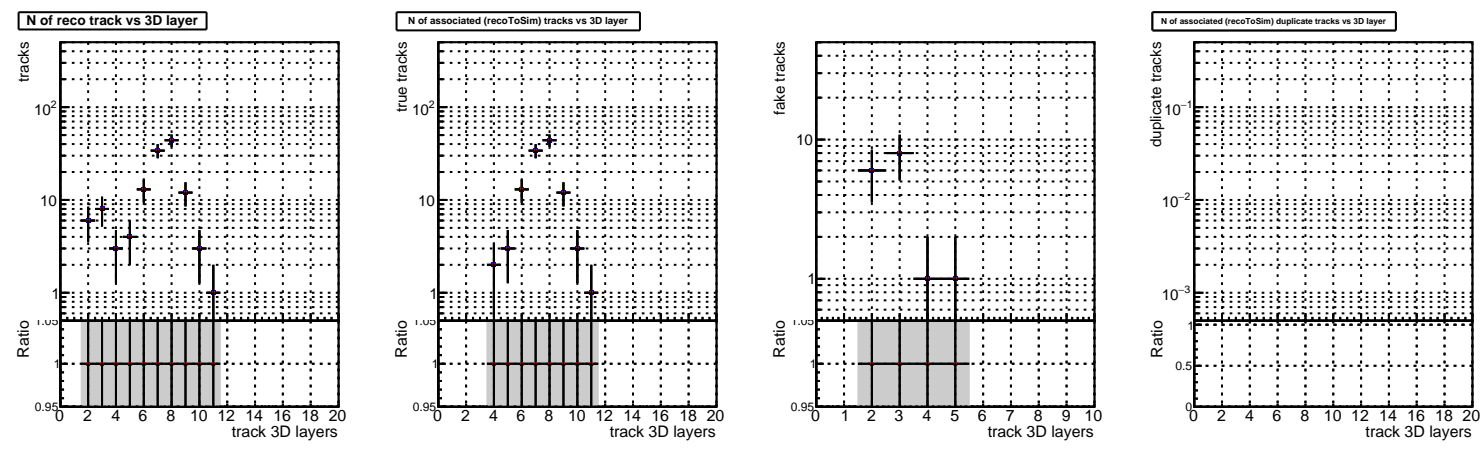 N of reco track vs 3D layer
tracks
10²
10
1
Ratio
1.05
1
0.95
0 2 4 6 8 10 12 14 16 18 20
track 3D layers
N of associated (recoToSim) tracks vs 3D layer
true tracks
10²
10
1
Ratio
1.05
1
0.95
0 2 4 6 8 10 12 14 16 18 20
track 3D layers
fake tracks
10
1
Ratio
1.05
1
0.95
0 1 2 3 4 5 6 7 8 9 10
track 3D layers
N of associated (recoToSim) duplicate tracks vs 3D layer
duplicate tracks
10⁻¹
10⁻²
10⁻³
Ratio
1
0.5
0
0 2 4 6 8 10 12 14 16 18 20
track 3D layers